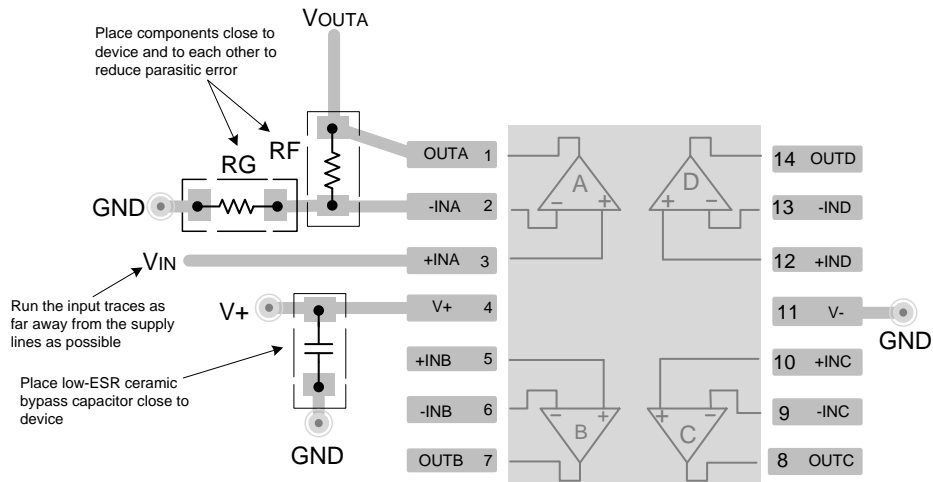 VOUTA
Place components close to
device and to each other to
reduce parasitic error
RG
RF
GND
VIN
Run the input traces as
far away from the supply
lines as possible
V+
Place low-ESR ceramic
bypass capacitor close to
device
GND
OUTA 1
-INA 2
+INA 3
V+ 4
+INB 5
-INB 6
OUTB 7
A
D
B
C
− +
+ −
− +
+ −
14 OUTD
13 -IND
12 +IND
11 V-
10 +INC
9 -INC
8 OUTC
GND